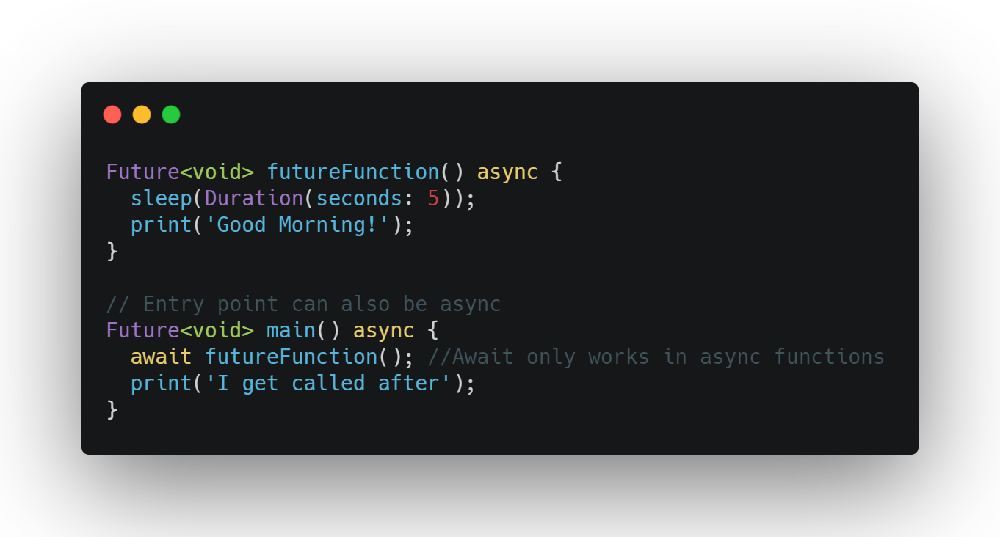 Future<void> futureFunction() async {
  sleep(Duration(seconds: 5));
  print('Good Morning!');
}

// Entry point can also be async
Future<void> main() async {
  await futureFunction(); //Await only works in async functions
  print('I get called after');
}